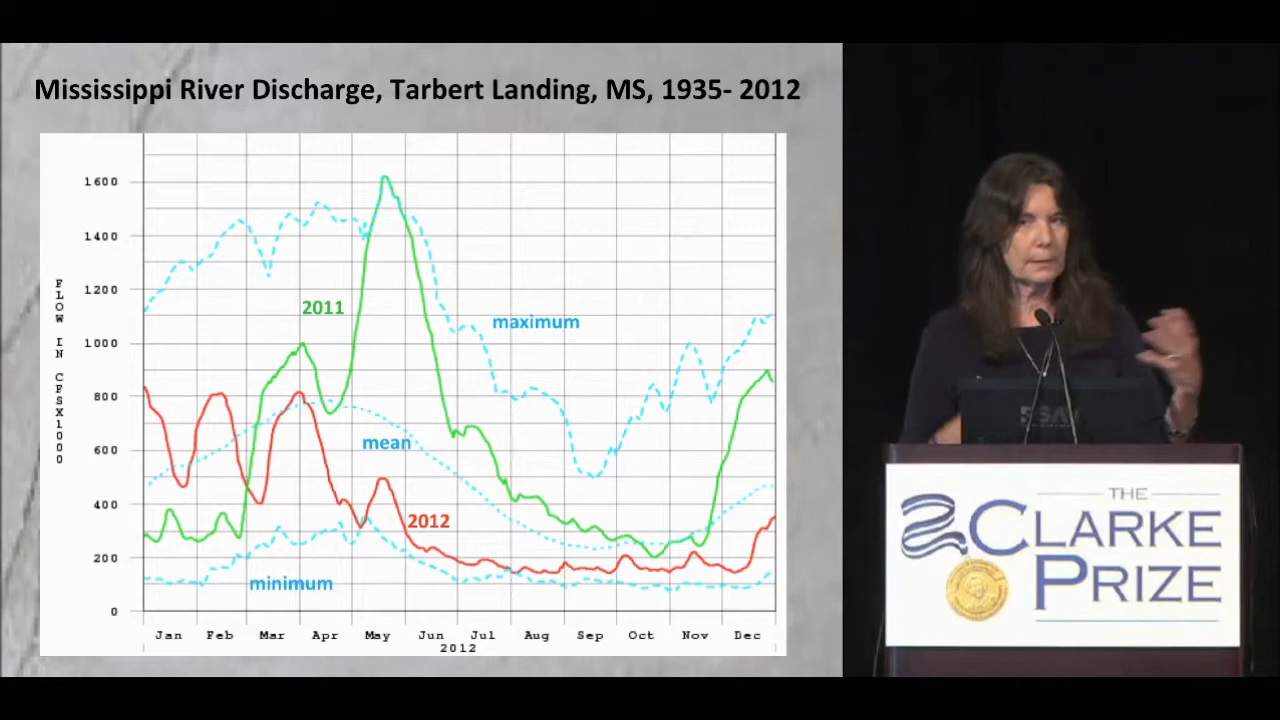 Mississippi River Discharge, Tarbert Landing, MS, 1935- 2012
FLOW IN CFSX1000
1600
1400
1200
1000
800
600
400
200
0
2011
maximum
mean
2012
minimum
Jan Feb Mar Apr May Jun Jul Aug Sep Oct Nov Dec
2012
THE
CLARKE
PRIZE